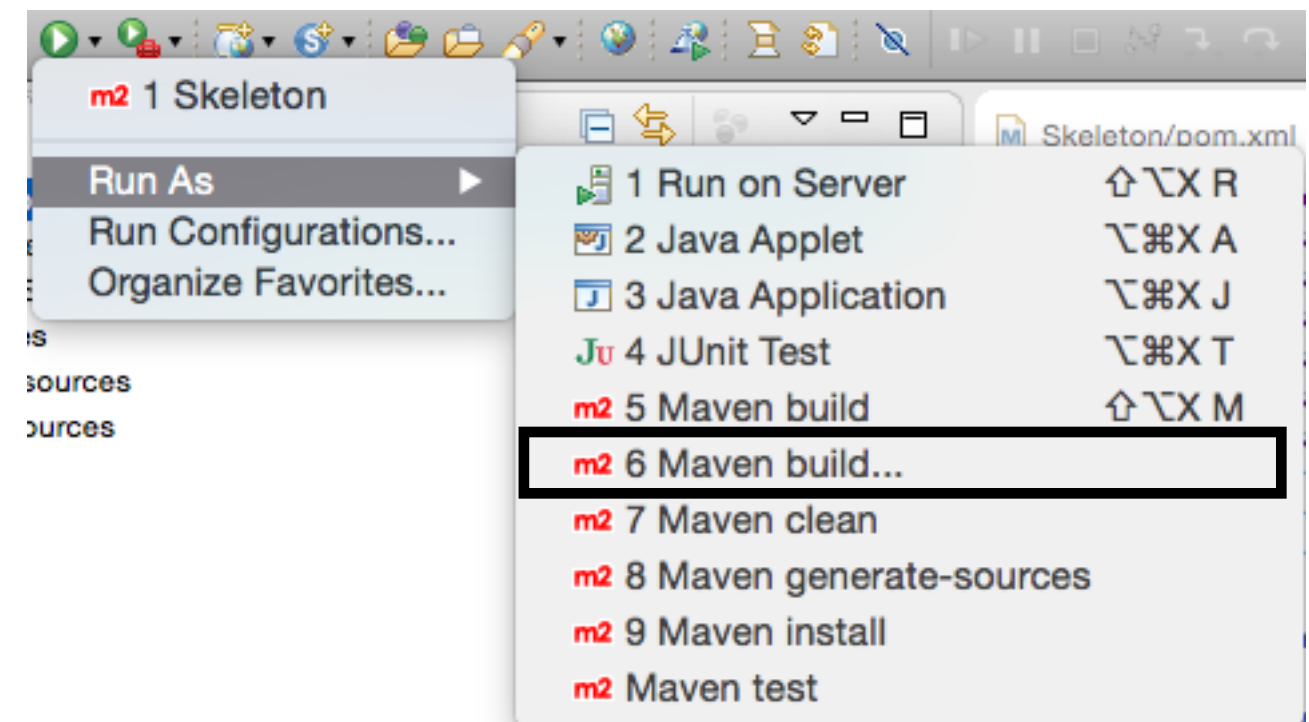 m2 1 Skeleton
Run As
Run Configurations...
Organize Favorites...
sources
Skeleton/pom.xml
1 Run on Server ⇧⌥X R
2 Java Applet ⌥⌘X A
3 Java Application ⌥⌘X J
Ju 4 JUnit Test ⌥⌘X T
m2 5 Maven build ⇧⌥X M
m2 6 Maven build...
m2 7 Maven clean
m2 8 Maven generate-sources
m2 9 Maven install
m2 Maven test